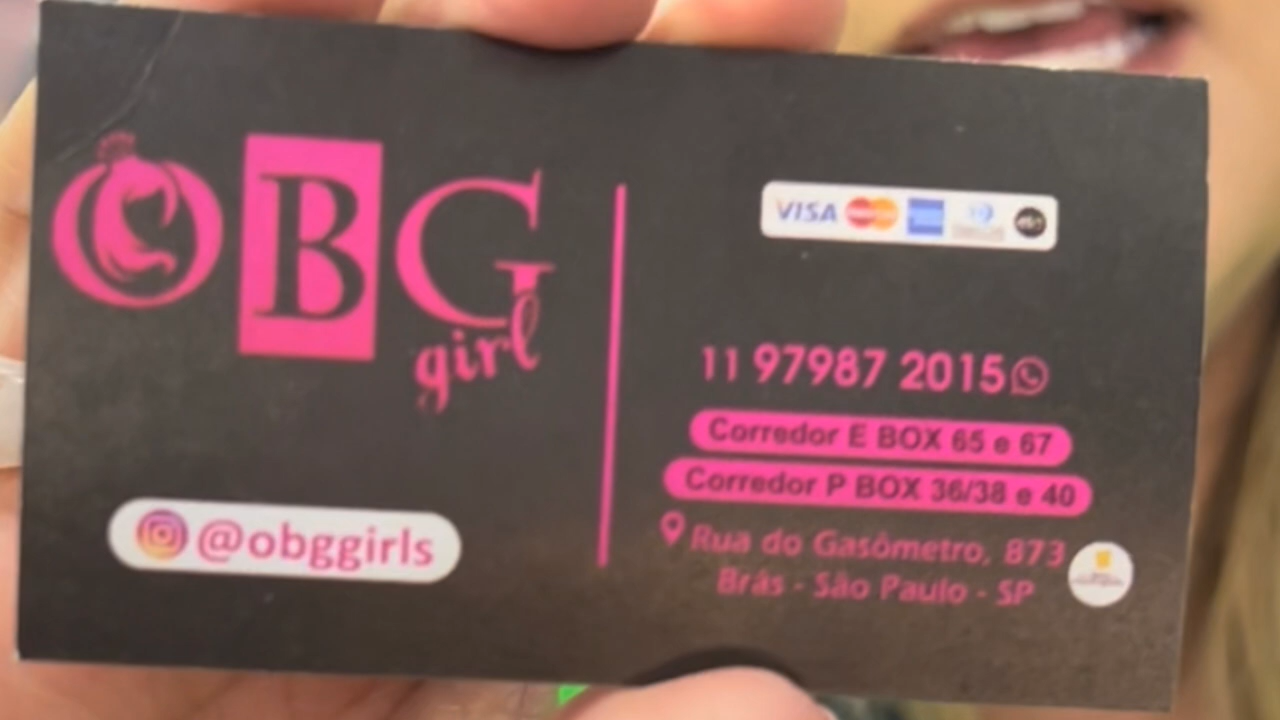 OBG
girl
@obggirls
VISA
11 97987 2015
Corredor E BOX 65 e 67
Corredor P BOX 36/38 e 40
Rua do Gasômetro, 873
Brás - São Paulo - SP